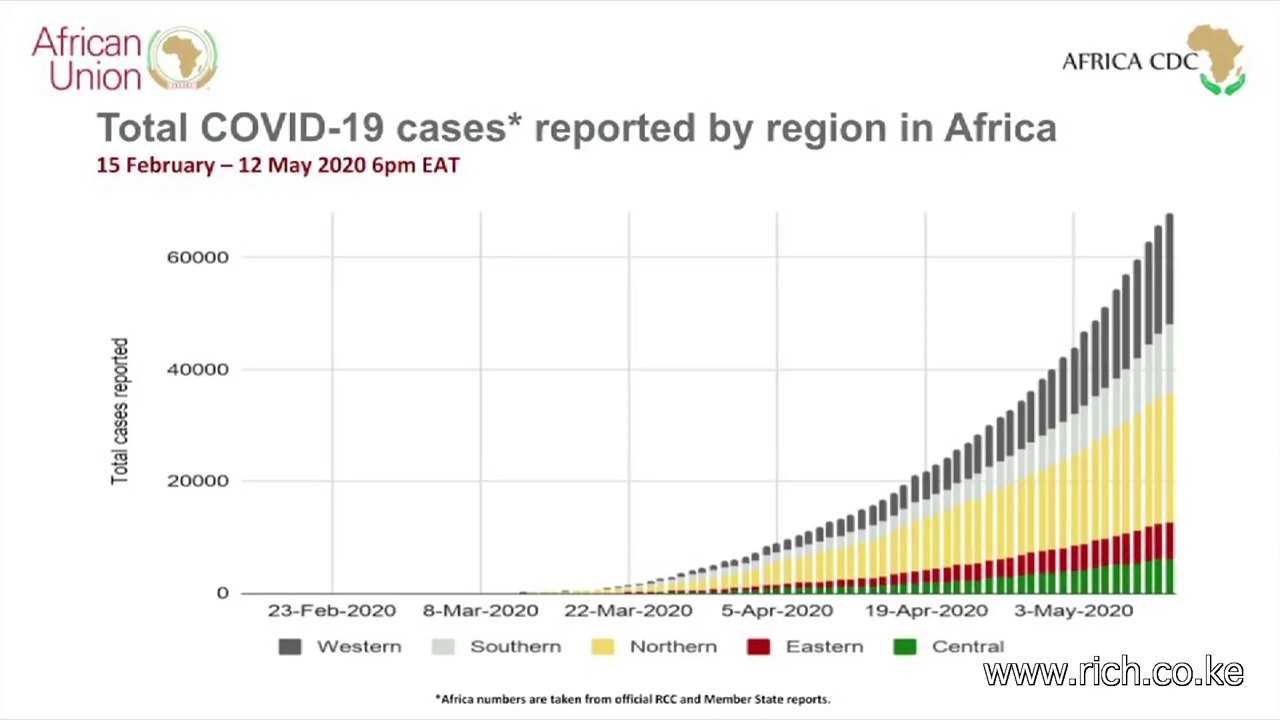 African
Union
AFRICA CDC
Total COVID-19 cases* reported by region in Africa
15 February – 12 May 2020 6pm EAT
Total cases reported
60000
40000
20000
0
23-Feb-2020 8-Mar-2020 22-Mar-2020 5-Apr-2020 19-Apr-2020 3-May-2020
Western Southern Northern Eastern Central
www.rich.co.ke
*Africa numbers are taken from official RCC and Member State reports.